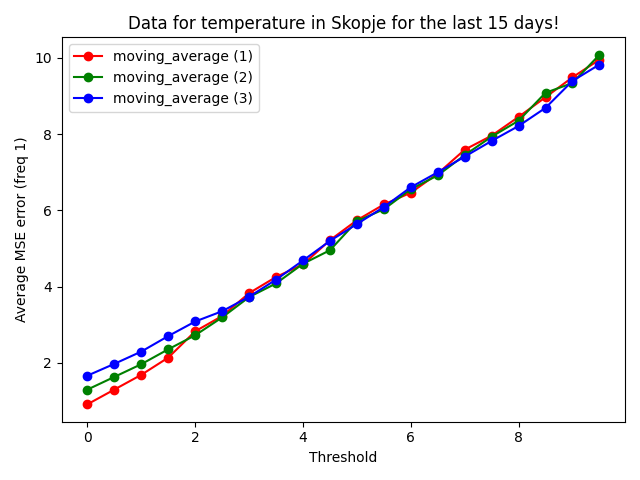 Data for temperature in Skopje for the last 15 days!
moving_average (1)
moving_average (2)
moving_average (3)
Average MSE error (freq 1)
10
8
6
4
2
0 2 4 6 8
Threshold